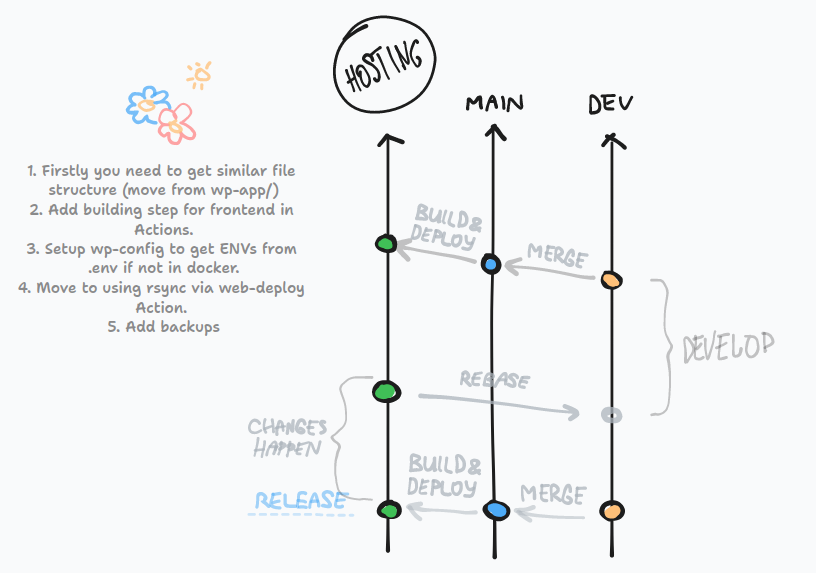 HOSTING
MAIN
DEV
1. Firstly you need to get similar file
structure (move from wp-app/)
2. Add building step for frontend in
Actions.
3. Setup wp-config to get ENVs from
.env if not in docker.
4. Move to using rsync via web-deploy
Action.
5. Add backups
BUILD&
DEPLOY
MERGE
DEVELOP
REBASE
CHANGES
HAPPEN
BUILD&
DEPLOY
MERGE
RELEASE